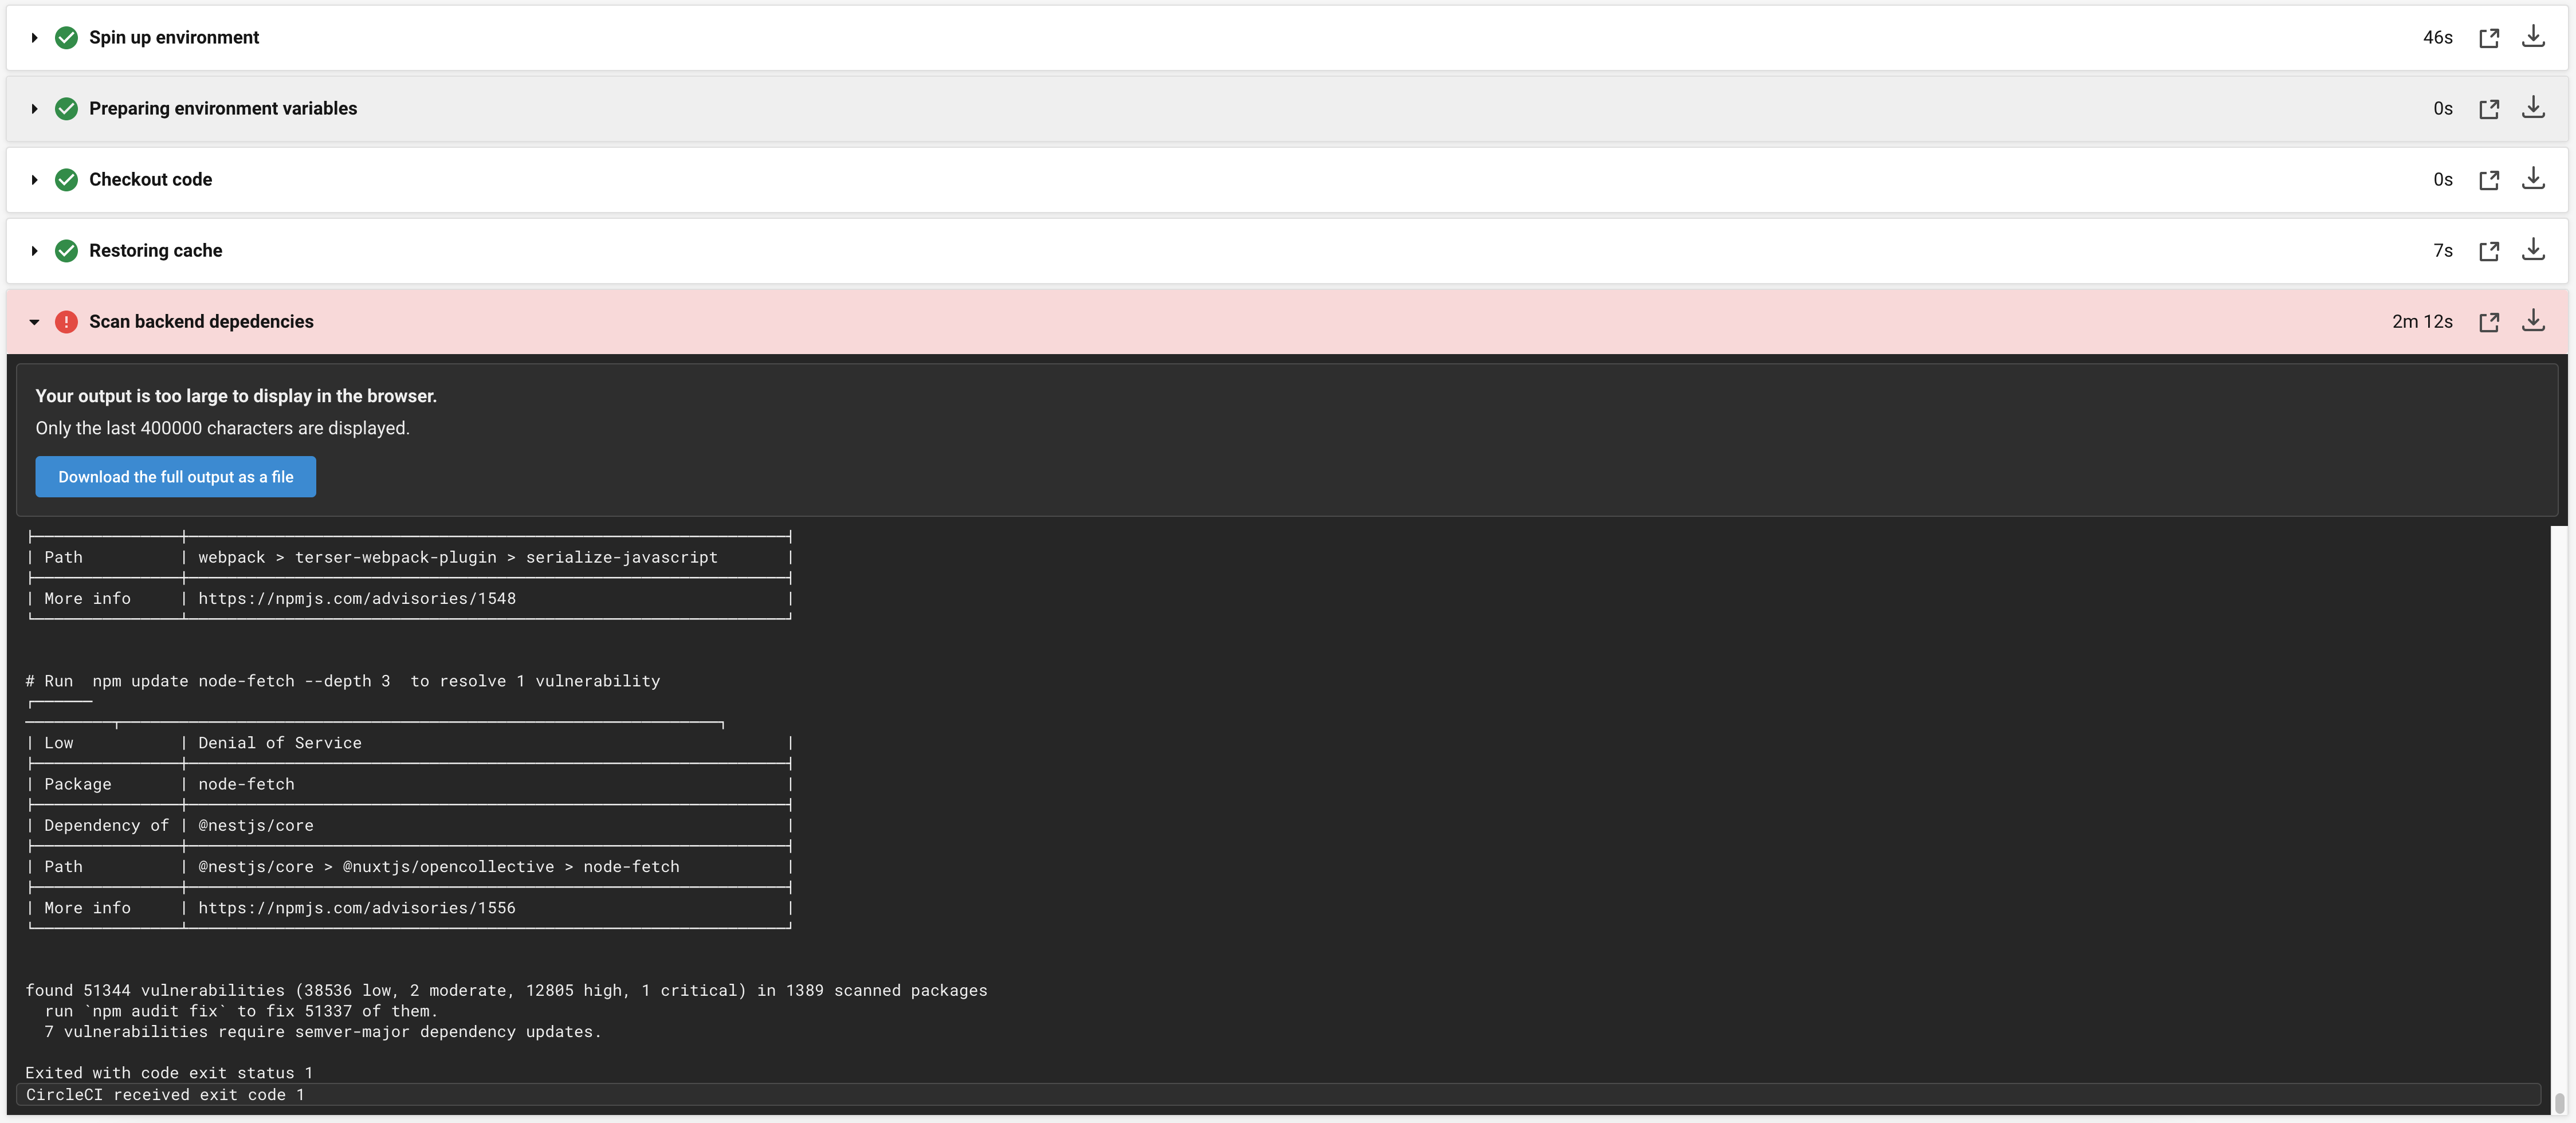 Spin up environment 46s
Preparing environment variables 0s
Checkout code 0s
Restoring cache 7s
Scan backend depedencies 2m 12s
Your output is too large to display in the browser.
Only the last 400000 characters are displayed.
Download the full output as a file
| Path | webpack > terser-webpack-plugin > serialize-javascript |
| More info | https://npmjs.com/advisories/1548 |
# Run  npm update node-fetch --depth 3  to resolve 1 vulnerability
| Low | Denial of Service |
| Package | node-fetch |
| Dependency of | @nestjs/core |
| Path | @nestjs/core > @nuxtjs/opencollective > node-fetch |
| More info | https://npmjs.com/advisories/1556 |
found 51344 vulnerabilities (38536 low, 2 moderate, 12805 high, 1 critical) in 1389 scanned packages
run `npm audit fix` to fix 51337 of them.
7 vulnerabilities require semver-major dependency updates.
Exited with code exit status 1
CircleCI received exit code 1